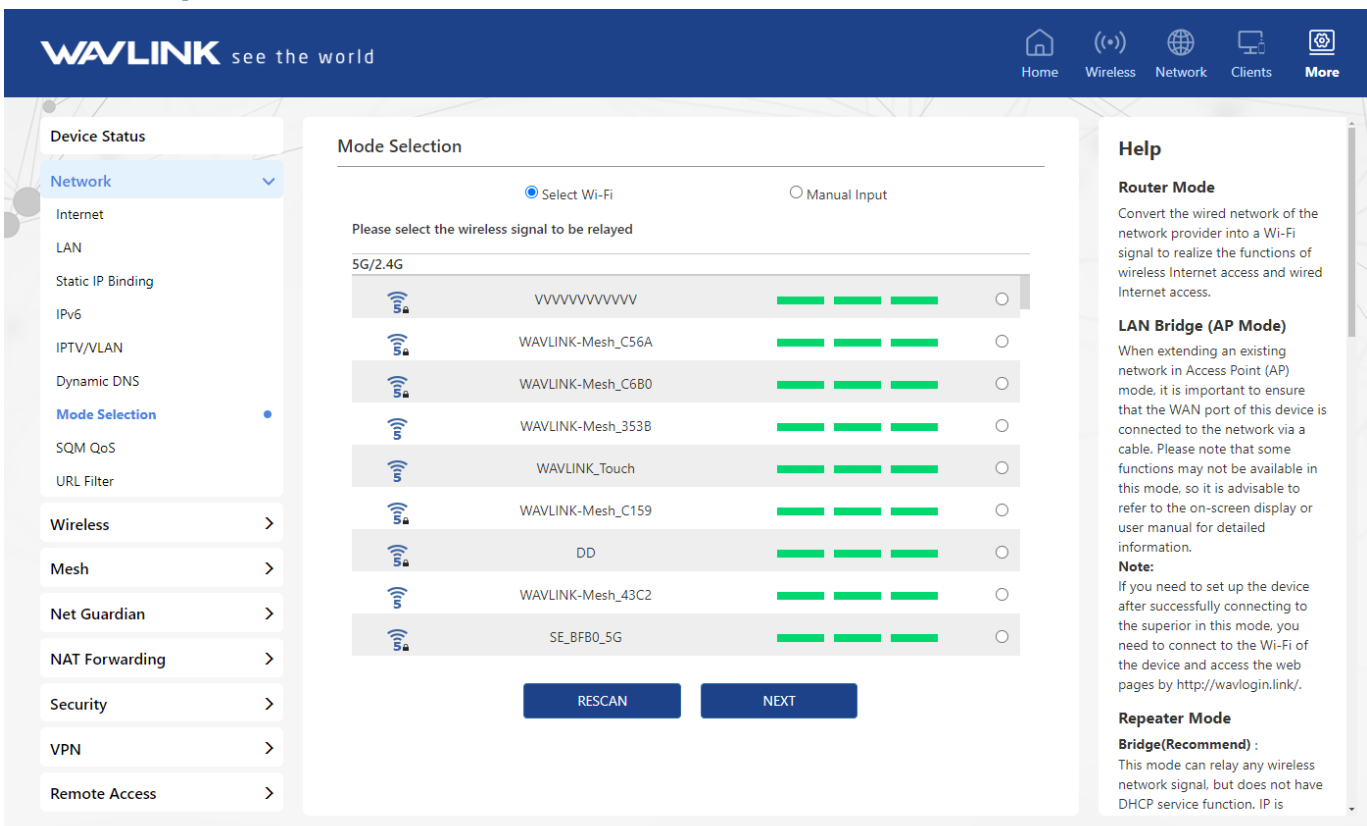 WAVLINK see the world
Home
Wireless
Network
Clients
More
Device Status
Network
Internet
LAN
Static IP Binding
IPv6
IPTV/VLAN
Dynamic DNS
Mode Selection
SQM QoS
URL Filter
Wireless
Mesh
Net Guardian
NAT Forwarding
Security
VPN
Remote Access
Mode Selection
Select Wi-Fi
Manual Input
Please select the wireless signal to be relayed
5G/2.4G
5 VVVVVVVVVVVV
5 WAVLINK-Mesh_C56A
5 WAVLINK-Mesh_C6B0
5 WAVLINK-Mesh_353B
5 WAVLINK_Touch
5 WAVLINK-Mesh_C159
5 DD
5 WAVLINK-Mesh_43C2
5 SE_BFB0_5G
RESCAN
NEXT
Help
Router Mode
Convert the wired network of the
network provider into a Wi-Fi
signal to realize the functions of
wireless Internet access and wired
Internet access.
LAN Bridge (AP Mode)
When extending an existing
network in Access Point (AP)
mode, it is important to ensure
that the WAN port of this device is
connected to the network via a
cable. Please note that some
functions may not be available in
this mode, so it is advisable to
refer to the on-screen display or
user manual for detailed
information.
Note:
If you need to set up the device
after successfully connecting to
the superior in this mode, you
need to connect to the Wi-Fi of
the device and access the web
pages by http://wavlogin.link/.
Repeater Mode
Bridge(Recommend) :
This mode can relay any wireless
network signal, but does not have
DHCP service function. IP is